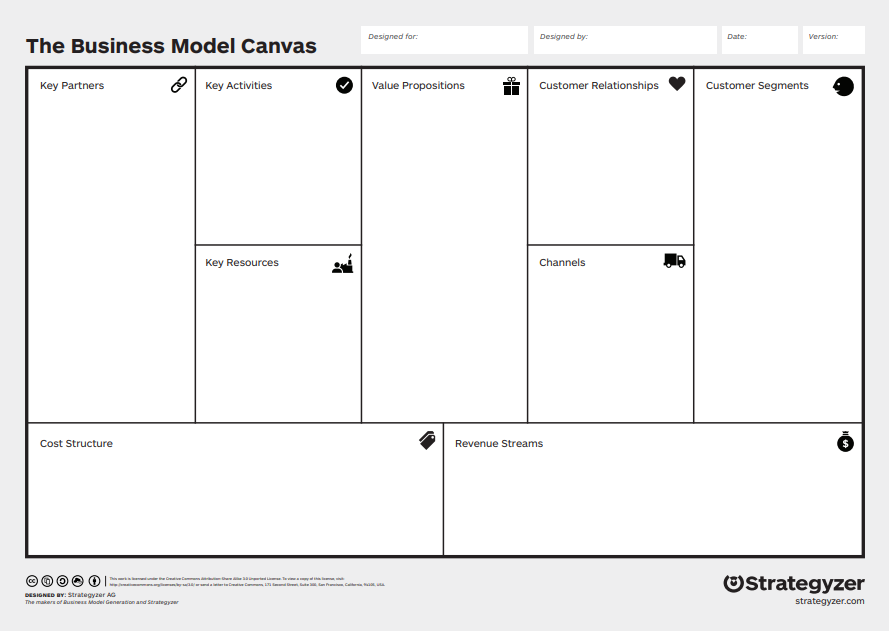 The Business Model Canvas
Designed for:
Designed by:
Date:
Version:
Key Partners
Key Activities
Value Propositions
Customer Relationships
Customer Segments
Key Resources
Channels
Cost Structure
Revenue Streams
$
This work is licensed under the Creative Commons Attribution-Share Alike 3.0 Unported License. To view a copy of this license, visit:
http://creativecommons.org/licenses/by-sa/3.0/ or send a letter to Creative Commons, 171 Second Street, Suite 300, San Francisco, California, 94105, USA.
DESIGNED BY: Strategyzer AG
The makers of Business Model Generation and Strategyzer
Strategyzer
strategyzer.com